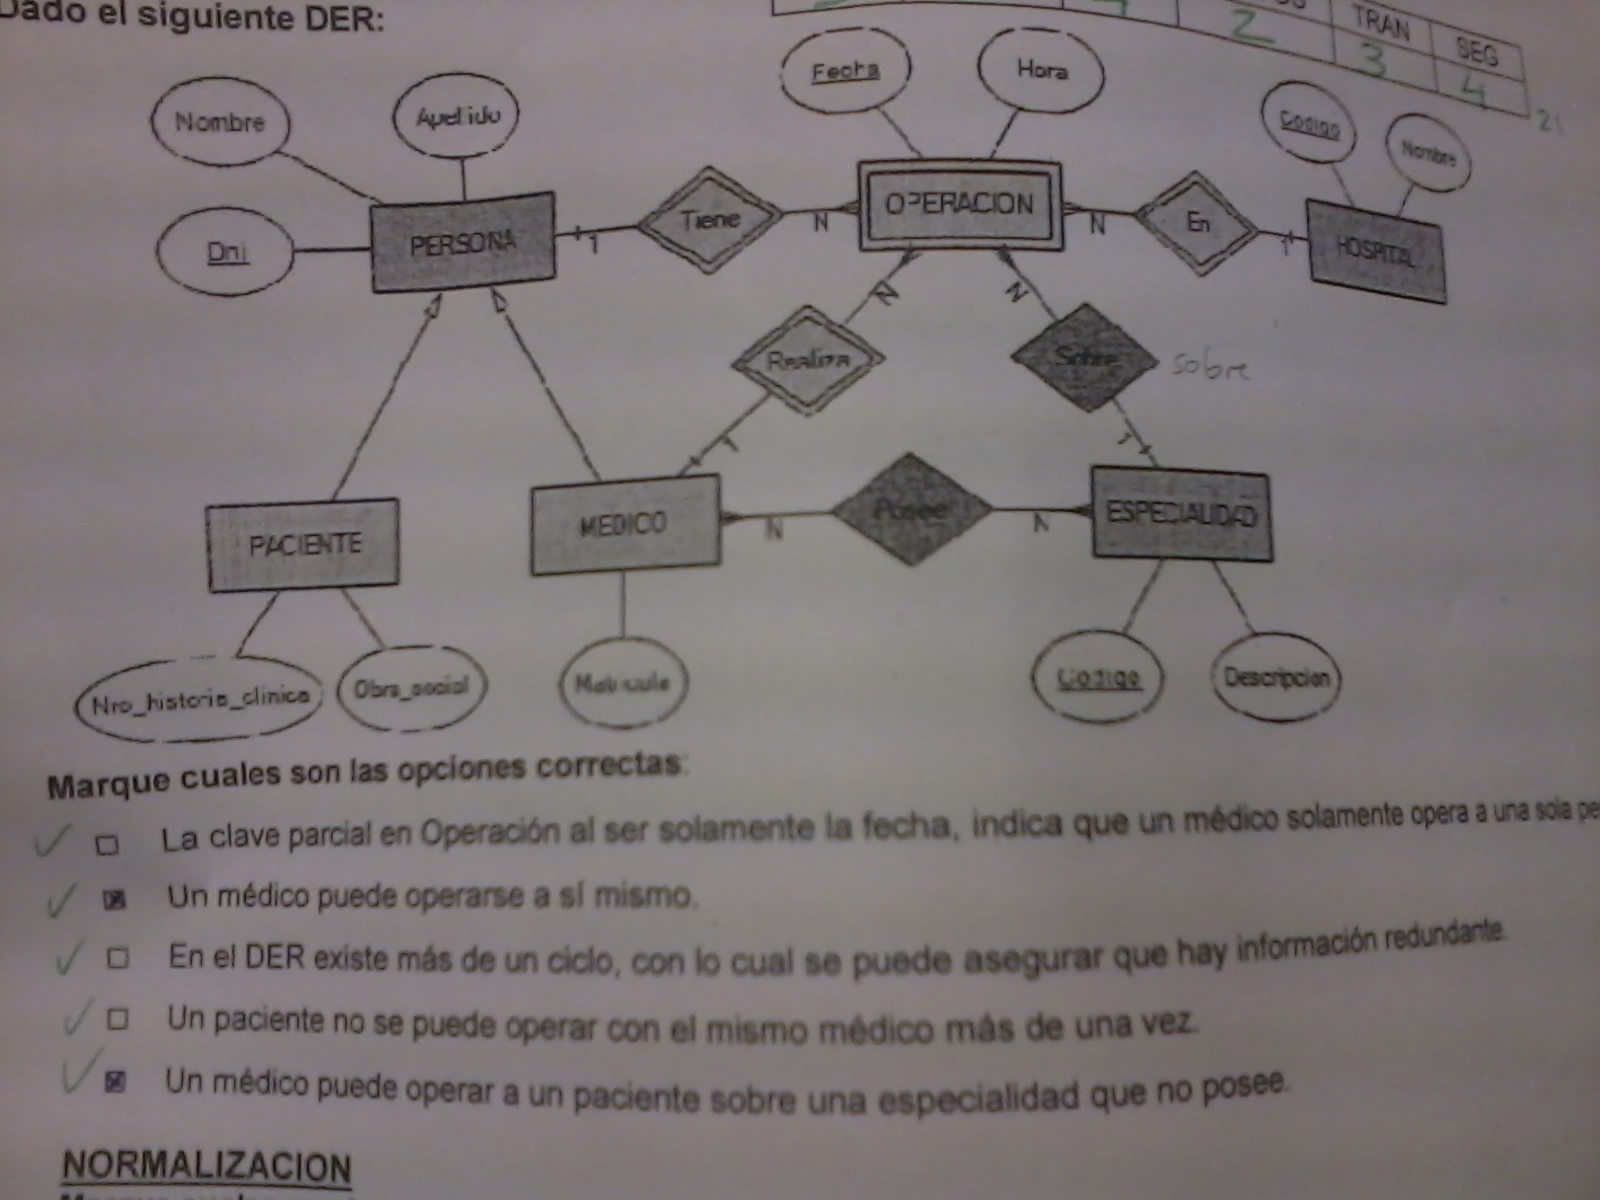 Dado el siguiente DER:
TRAN SEG
2 3 4
21
Fecha Hora
Nombre Apellido
Codigo Nombre
Dni PERSONA 1 Tiene N OPERACION N En 1 HOSPITAL
N N
Realiza Sobre sobre
1 1
PACIENTE MEDICO N Posee N ESPECIALIDAD
Nro_historia_clinica Obra_social Matricula Codigo Descripcion
Marque cuales son las opciones correctas:
La clave parcial en Operación al ser solamente la fecha, indica que un médico solamente opera a una sola pe
Un médico puede operarse a sí mismo.
En el DER existe más de un ciclo, con lo cual se puede asegurar que hay información redundante.
Un paciente no se puede operar con el mismo médico más de una vez.
Un médico puede operar a un paciente sobre una especialidad que no posee.
NORMALIZACION